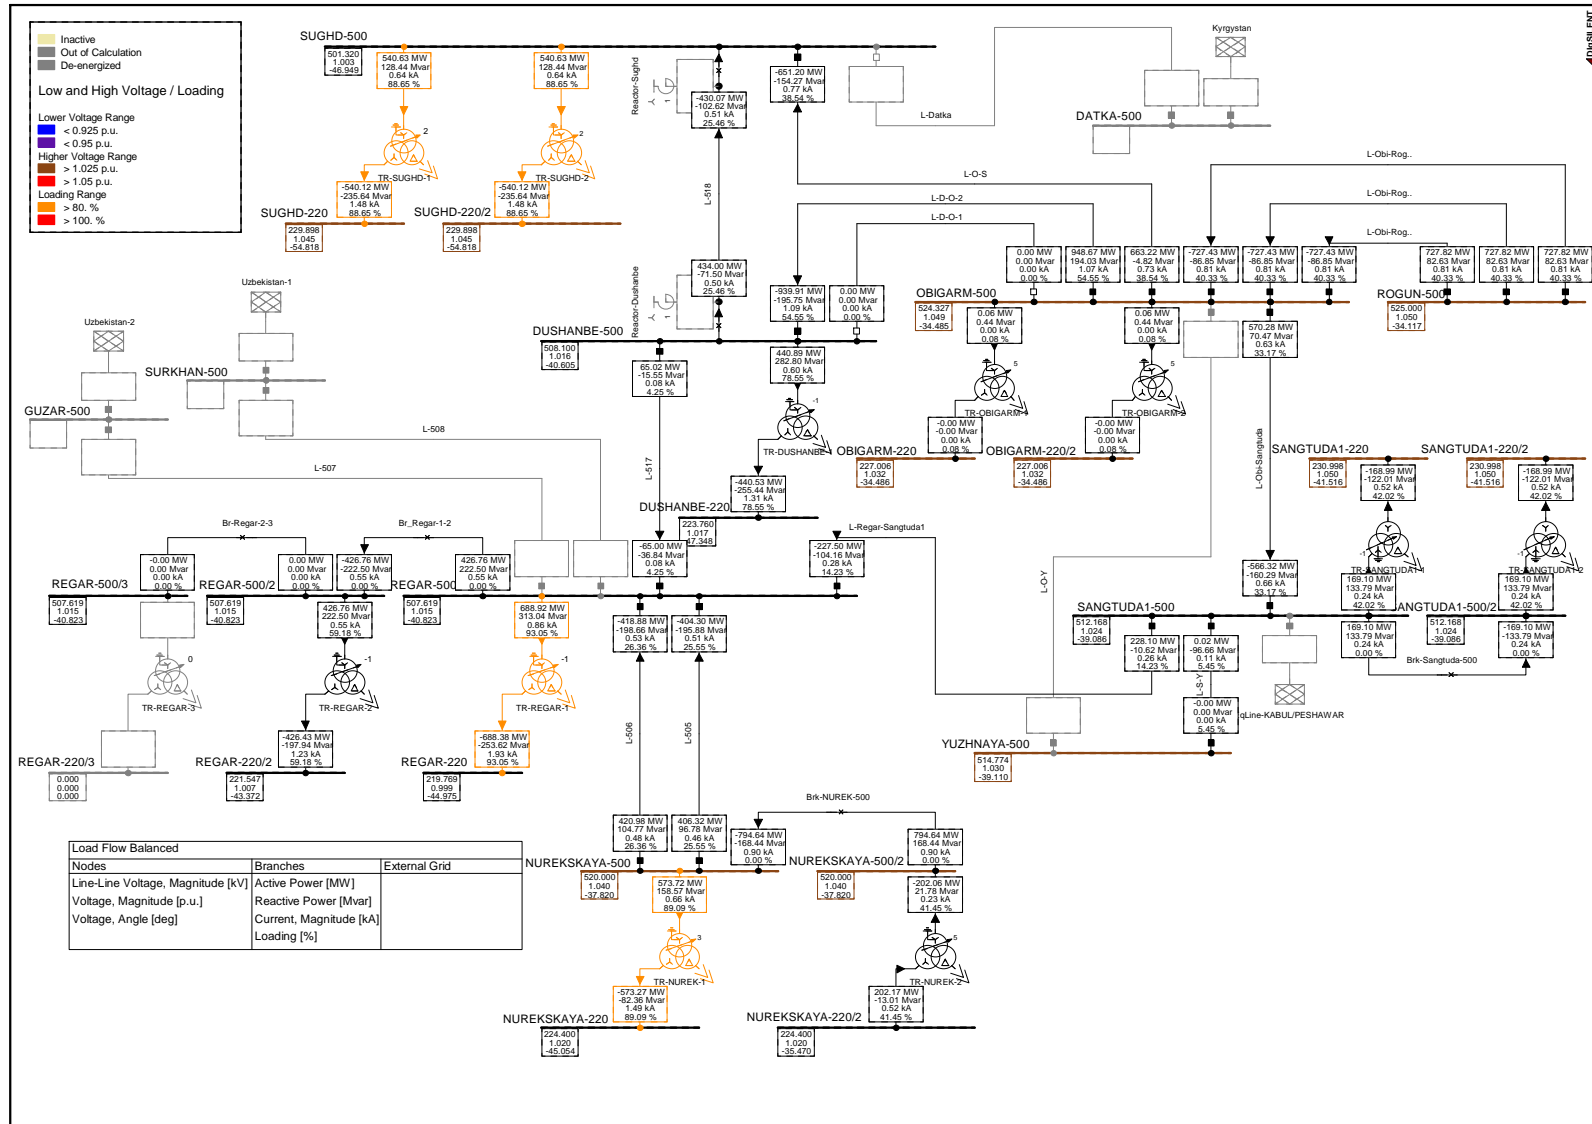 Inactive
Out of Calculation
De-energized
Low and High Voltage / Loading
Lower Voltage Range
< 0.925 p.u.
< 0.95 p.u.
Higher Voltage Range
> 1.025 p.u.
> 1.05 p.u.
Loading Range
> 80. %
> 100. %
SUGHD-500
501.320
1.003
-46.949
540.63 MW
128.44 Mvar
0.64 kA
88.65 %
540.63 MW
128.44 Mvar
0.64 kA
88.65 %
2
2
TR-SUGHD-1
TR-SUGHD-2
-540.12 MW
-235.64 Mvar
1.48 kA
88.65 %
-540.12 MW
-235.64 Mvar
1.48 kA
88.65 %
SUGHD-220
229.898
1.045
-54.818
SUGHD-220/2
229.898
1.045
-54.818
Reactor-Sughd
1
-430.07 MW
-102.62 Mvar
0.51 kA
25.46 %
-651.20 MW
-154.27 Mvar
0.77 kA
38.54 %
L-Datka
Kyrgystan
DATKA-500
DIgSILENT
L-518
L-O-S
L-D-O-2
L-D-O-1
L-Obi-Rog..
L-Obi-Rog..
L-Obi-Rog..
Reactor-Dushanbe
1
434.00 MW
-71.50 Mvar
0.50 kA
25.46 %
-939.91 MW
-195.75 Mvar
1.09 kA
54.55 %
0.00 MW
0.00 Mvar
0.00 kA
0.00 %
0.00 MW
0.00 Mvar
0.00 kA
0.00 %
948.67 MW
194.03 Mvar
1.07 kA
54.55 %
663.22 MW
-4.82 Mvar
0.73 kA
38.54 %
-727.43 MW
-86.85 Mvar
0.81 kA
40.33 %
-727.43 MW
-86.85 Mvar
0.81 kA
40.33 %
-727.43 MW
-86.85 Mvar
0.81 kA
40.33 %
727.82 MW
82.63 Mvar
0.81 kA
40.33 %
727.82 MW
82.63 Mvar
0.81 kA
40.33 %
727.82 MW
82.63 Mvar
0.81 kA
40.33 %
OBIGARM-500
524.327
1.049
-34.485
ROGUN-500
525.000
1.050
-34.117
Uzbekistan-1
Uzbekistan-2
SURKHAN-500
GUZAR-500
L-508
L-507
DUSHANBE-500
508.100
1.016
-40.605
65.02 MW
-15.55 Mvar
0.08 kA
4.25 %
440.89 MW
282.80 Mvar
0.60 kA
78.55 %
-1
TR-DUSHANBE
L-517
-440.53 MW
-255.44 Mvar
1.31 kA
78.55 %
DUSHANBE-220
223.760
1.017
47.348
0.06 MW
0.44 Mvar
0.00 kA
0.08 %
0.06 MW
0.44 Mvar
0.00 kA
0.08 %
5
5
TR-OBIGARM-1
TR-OBIGARM-2
-0.00 MW
-0.00 Mvar
0.00 kA
0.08 %
-0.00 MW
-0.00 Mvar
0.00 kA
0.08 %
OBIGARM-220
227.006
1.032
-34.486
OBIGARM-220/2
227.006
1.032
-34.486
570.28 MW
70.47 Mvar
0.63 kA
33.17 %
L-Obi-Sangtuda
SANGTUDA1-220
230.998
1.050
-41.516
SANGTUDA1-220/2
230.998
1.050
-41.516
-168.99 MW
-122.01 Mvar
0.52 kA
42.02 %
-168.99 MW
-122.01 Mvar
0.52 kA
42.02 %
-1
-1
TR-SANGTUDA1-1
TR-SANGTUDA1-2
169.10 MW
133.79 Mvar
0.24 kA
42.02 %
169.10 MW
133.79 Mvar
0.24 kA
42.02 %
Br-Regar-2-3
Br_Regar-1-2
L-Regar-Sangtuda1
-0.00 MW
0.00 Mvar
0.00 kA
0.00 %
0.00 MW
0.00 Mvar
0.00 kA
0.00 %
-426.76 MW
-222.50 Mvar
0.55 kA
0.00 %
426.76 MW
222.50 Mvar
0.55 kA
0.00 %
-65.00 MW
-36.84 Mvar
0.08 kA
4.25 %
-227.50 MW
-104.16 Mvar
0.28 kA
14.23 %
-566.32 MW
-160.29 Mvar
0.66 kA
33.17 %
REGAR-500/3
507.619
1.015
-40.823
REGAR-500/2
507.619
1.015
-40.823
REGAR-500
507.619
1.015
-40.823
426.76 MW
222.50 Mvar
0.55 kA
59.18 %
688.92 MW
313.04 Mvar
0.86 kA
93.05 %
-418.88 MW
-198.66 Mvar
0.53 kA
26.36 %
-404.30 MW
-195.88 Mvar
0.51 kA
25.55 %
0
-1
-1
TR-REGAR-3
TR-REGAR-2
TR-REGAR-1
-426.43 MW
-197.94 Mvar
1.23 kA
59.18 %
-688.38 MW
-253.62 Mvar
1.93 kA
93.05 %
REGAR-220/3
0.000
0.000
0.000
REGAR-220/2
221.547
1.007
-43.372
REGAR-220
219.769
0.999
-44.975
L-506
L-505
L-O-Y
SANGTUDA1-500
512.168
1.024
-39.086
SANGTUDA1-500/2
512.168
1.024
-39.086
228.10 MW
-10.62 Mvar
0.26 kA
14.23 %
0.02 MW
-96.66 Mvar
0.11 kA
5.45 %
169.10 MW
133.79 Mvar
0.24 kA
0.00 %
-169.10 MW
-133.79 Mvar
0.24 kA
0.00 %
Brk-Sangtuda-500
L-S-Y
-0.00 MW
0.00 Mvar
0.00 kA
5.45 %
qLine-KABUL/PESHAWAR
YUZHNAYA-500
514.774
1.030
-39.110
Brk-NUREK-500
420.98 MW
104.77 Mvar
0.48 kA
26.36 %
406.32 MW
96.78 Mvar
0.46 kA
25.55 %
-794.64 MW
-168.44 Mvar
0.90 kA
0.00 %
794.64 MW
168.44 Mvar
0.90 kA
0.00 %
NUREKSKAYA-500
520.000
1.040
-37.820
NUREKSKAYA-500/2
520.000
1.040
-37.820
573.72 MW
158.57 Mvar
0.66 kA
89.09 %
-202.06 MW
21.78 Mvar
0.23 kA
41.45 %
3
5
TR-NUREK-1
TR-NUREK-2
-573.27 MW
-82.36 Mvar
1.49 kA
89.09 %
202.17 MW
-13.01 Mvar
0.52 kA
41.45 %
NUREKSKAYA-220
224.400
1.020
-45.054
NUREKSKAYA-220/2
224.400
1.020
-35.470
Load Flow Balanced
Nodes Branches External Grid
Line-Line Voltage, Magnitude [kV] Active Power [MW]
Voltage, Magnitude [p.u.] Reactive Power [Mvar]
Voltage, Angle [deg] Current, Magnitude [kA]
Loading [%]